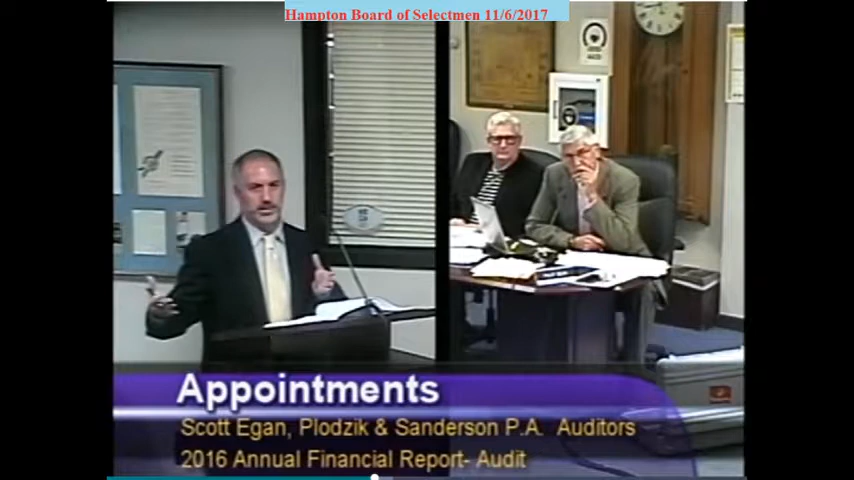 Hampton Board of Selectmen 11/6/2017
Appointments
Scott Egan, Plodzik & Sanderson P.A. Auditors
2016 Annual Financial Report- Audit